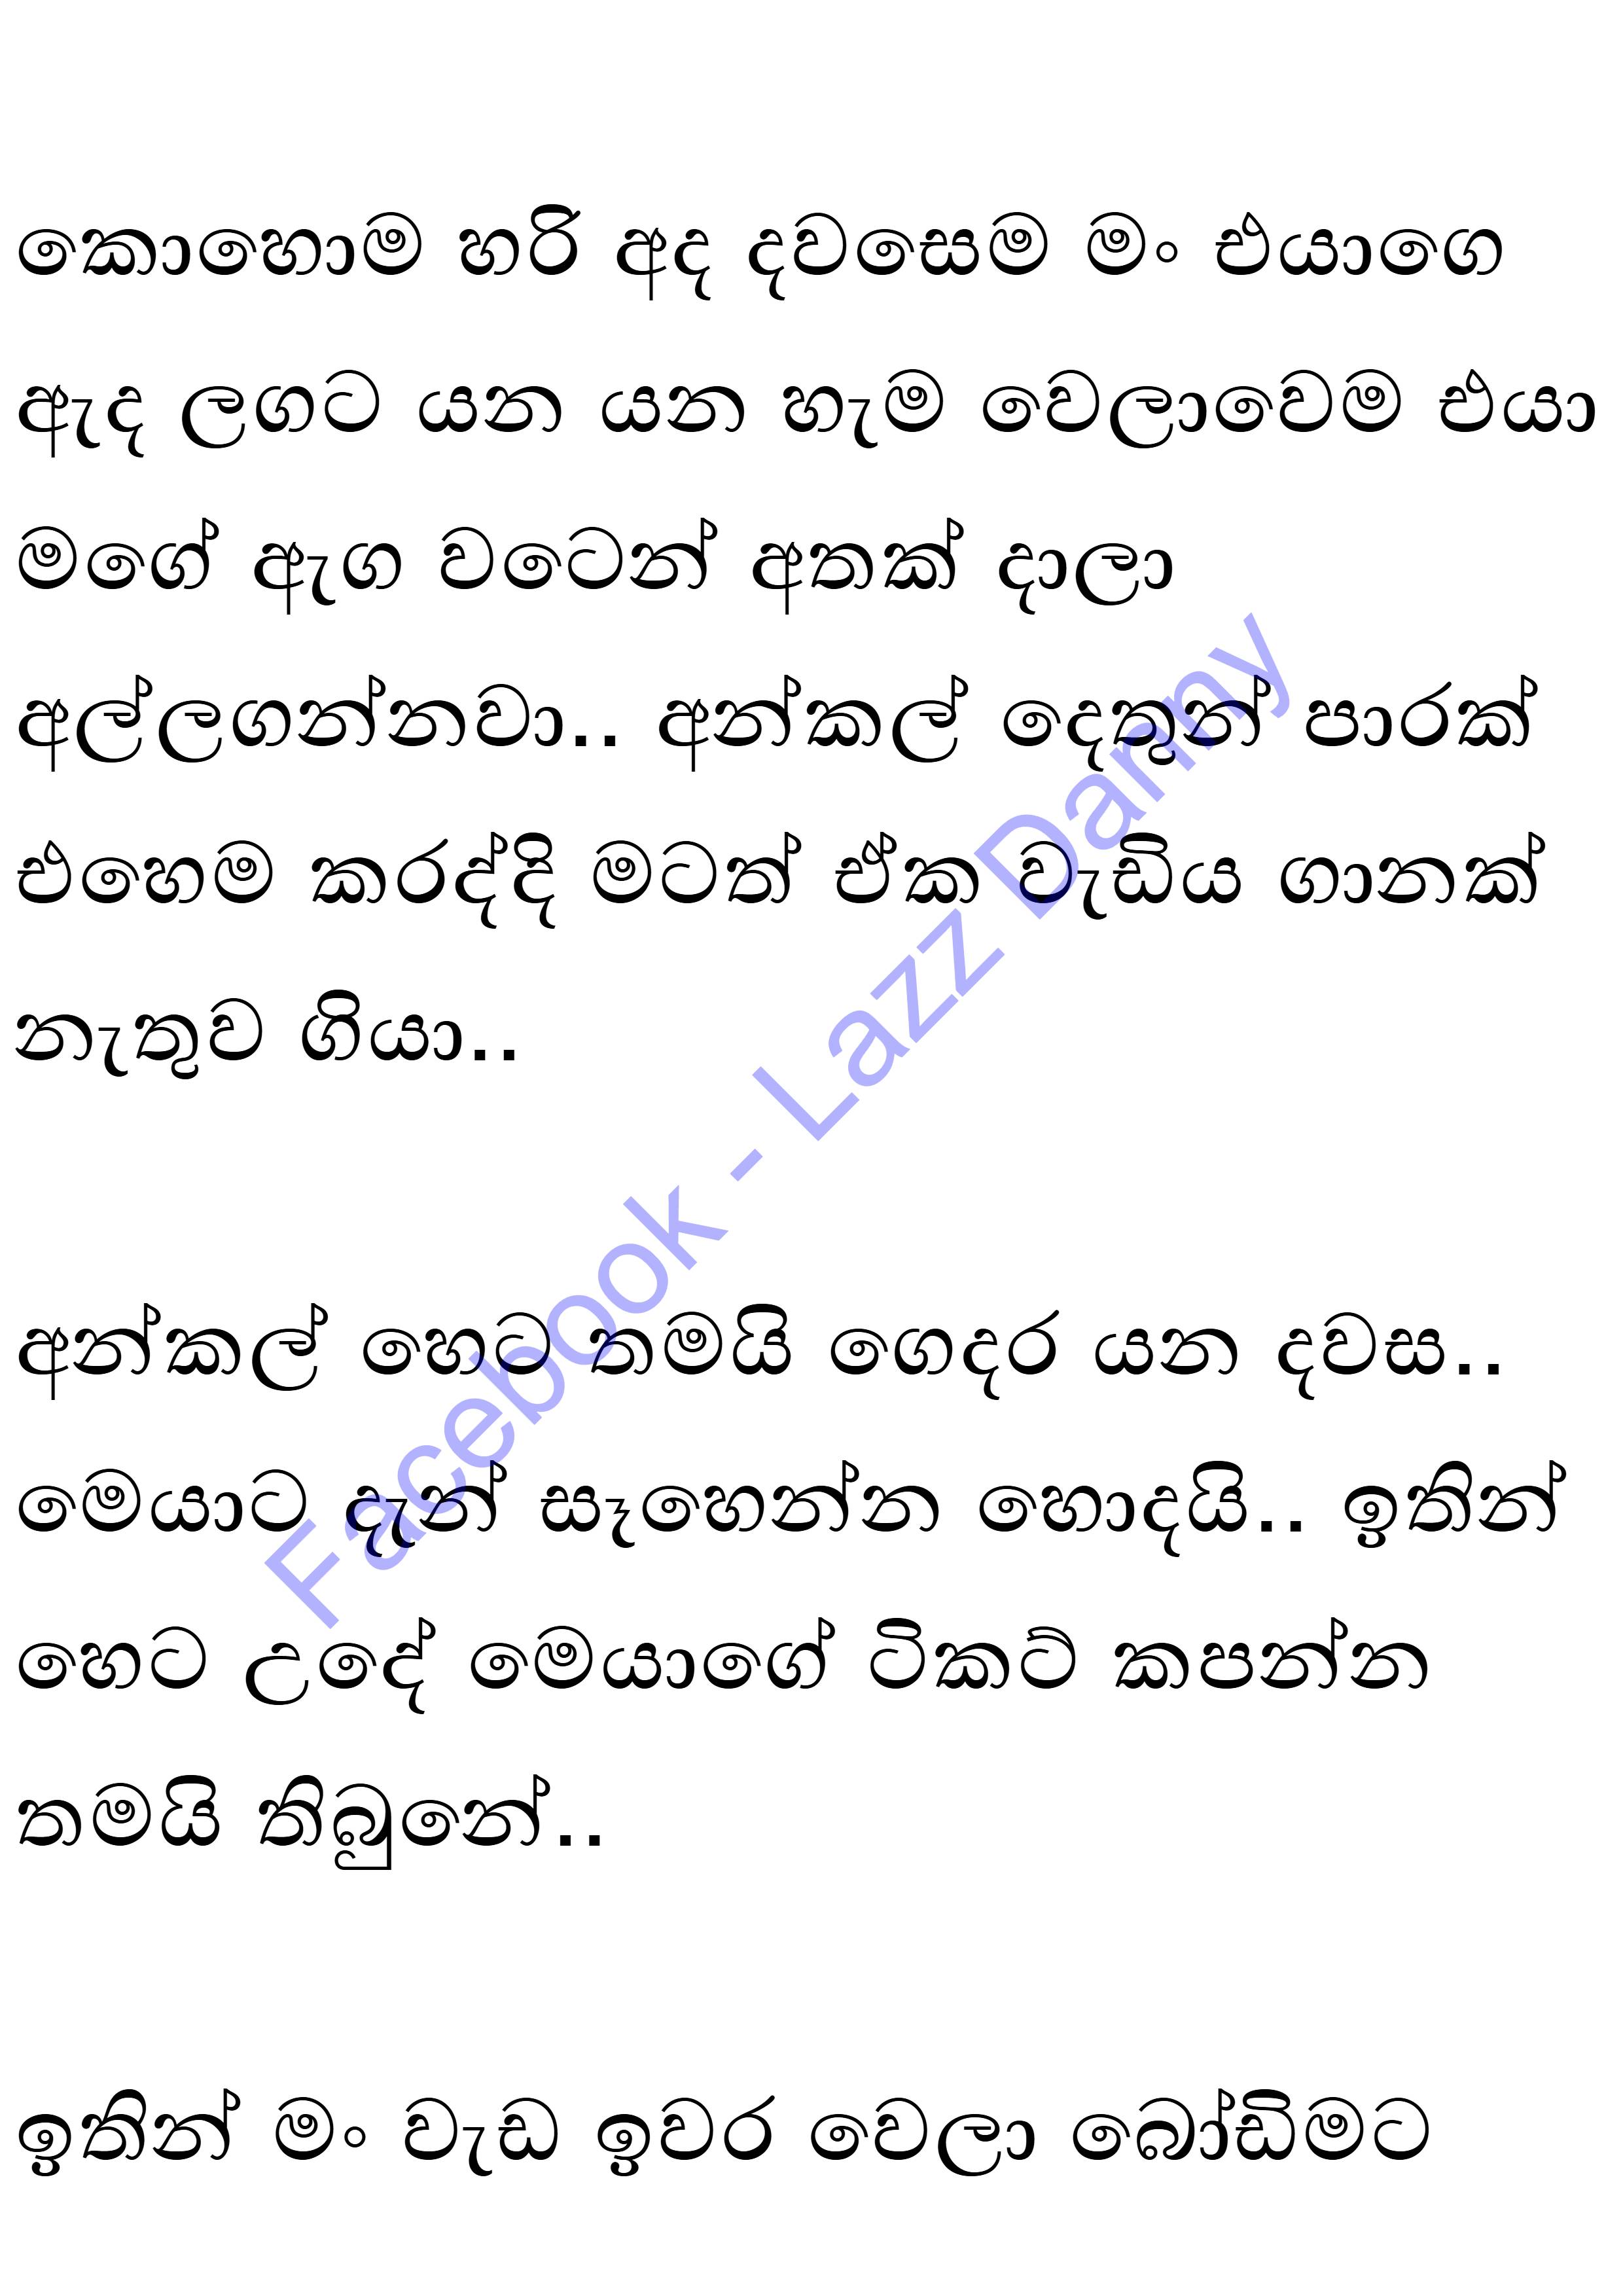 කොහොම හරි අද දවසෙම මං එයාගෙ
ඇද ලගට යන යන හැම වෙලාවෙම එයා
මගේ ඇග වටෙන් අතක් දාලා
අල්ලගන්නවා.. අන්කල් දෙතුන් පාරක්
එහෙම කරද්දි මටත් ඒක වැඩිය ගානක්
නැතුව ගියා..
අන්කල් හෙට තමයි ගෙදර යන දවස..
මෙයාට දැන් සෑහෙන්න හොදයි.. ඉතින්
හෙට උදේ මෙයාගේ ටිකට් කපන්න
තමයි තිබුනේ..
ඉතින් මං වැඩ ඉවර වෙලා බෝඩිමට
Facebook - Lazz Danny